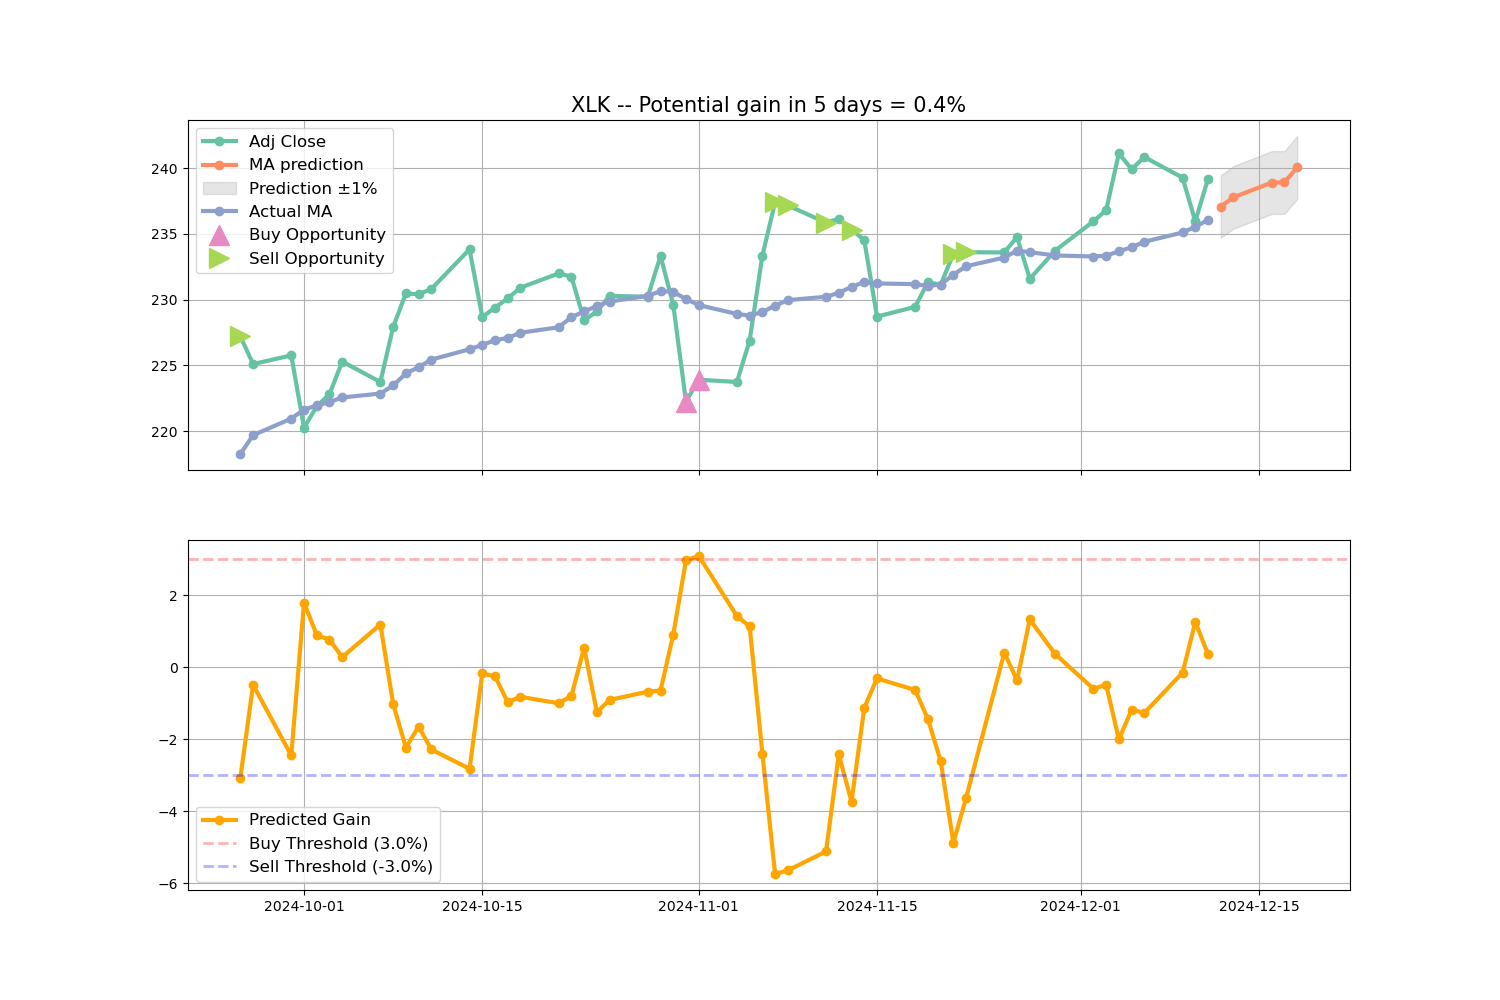 XLK -- Potential gain in 5 days = 0.4%
Adj Close
MA prediction
Prediction ±1%
Actual MA
Buy Opportunity
Sell Opportunity
240
235
230
225
220
2
0
−2
−4
−6
Predicted Gain
Buy Threshold (3.0%)
Sell Threshold (-3.0%)
2024-10-01 2024-10-15 2024-11-01 2024-11-15 2024-12-01 2024-12-15